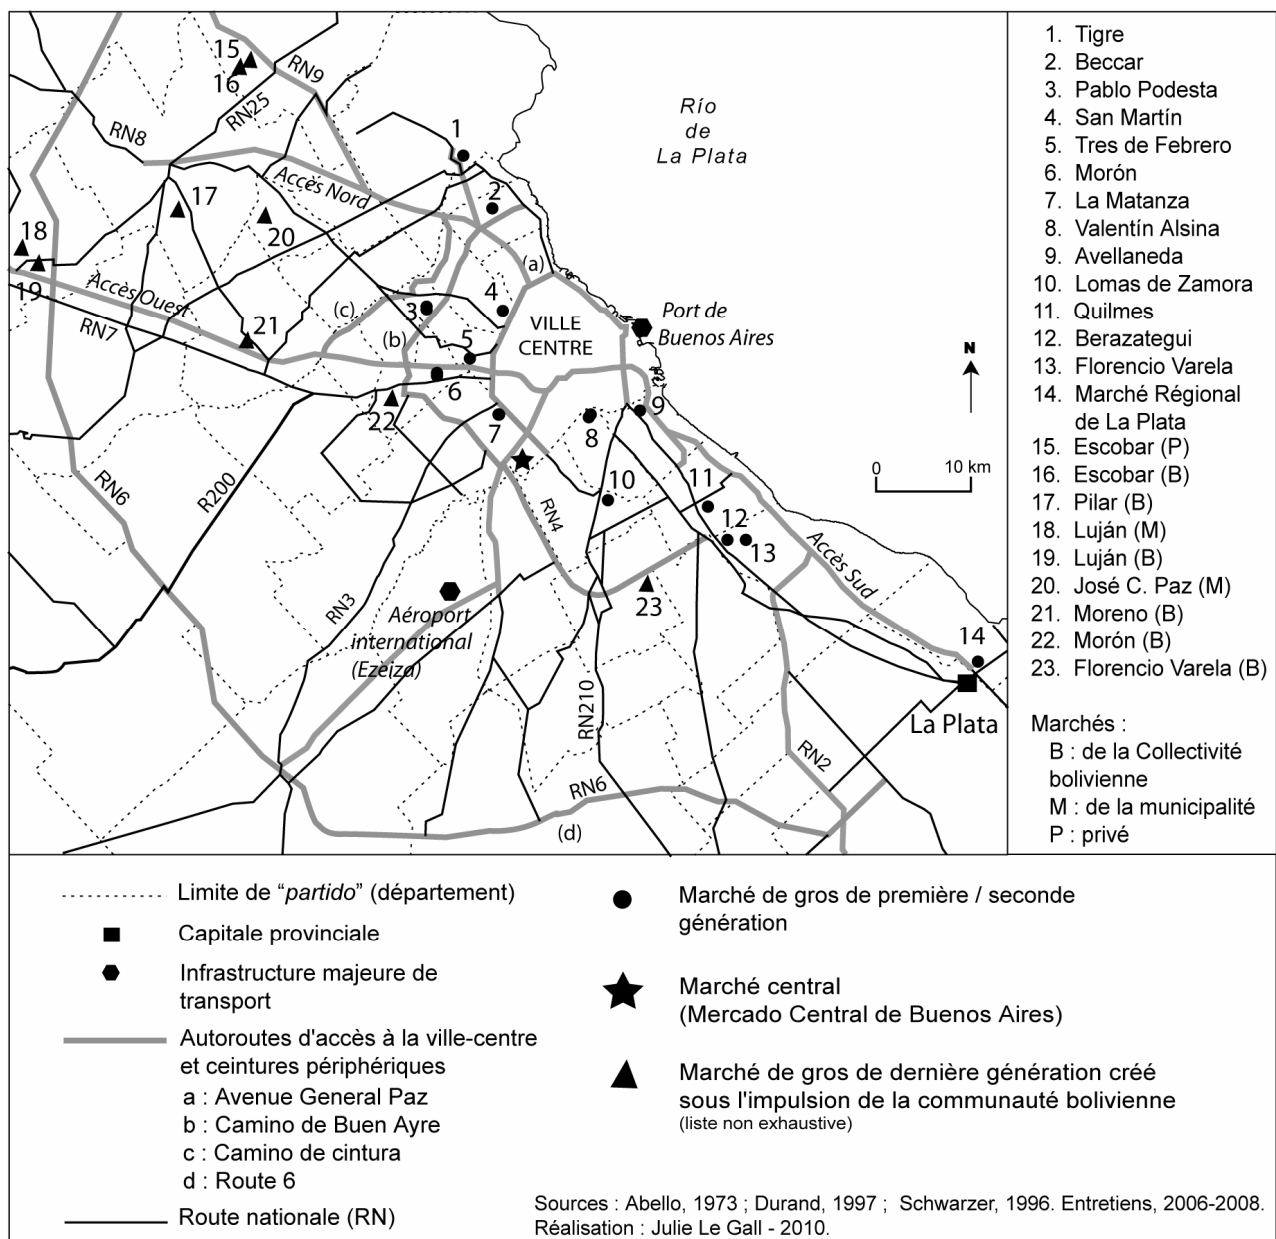 15
16
RN9
RN25
RN8
1
Río
de
La Plata
Accès Nord
2
17
20
18
19
Accès Ouest
(a)
(c)
3
4
VILLE
CENTRE
Port de
Buenos Aires
RN7
21
(b)
5
6
22
7
8
9
N
0 10 km
RN6
R200
10
11
12
13
RN4
Accès Sud
RN3
Aéroport
international
(Ezeiza)
23
14
La Plata
RN210
RN2
RN6
(d)
1. Tigre
2. Beccar
3. Pablo Podesta
4. San Martín
5. Tres de Febrero
6. Morón
7. La Matanza
8. Valentín Alsina
9. Avellaneda
10. Lomas de Zamora
11. Quilmes
12. Berazategui
13. Florencio Varela
14. Marché Régional
de La Plata
15. Escobar (P)
16. Escobar (B)
17. Pilar (B)
18. Luján (M)
19. Luján (B)
20. José C. Paz (M)
21. Moreno (B)
22. Morón (B)
23. Florencio Varela (B)
Marchés :
B : de la Collectivité
bolivienne
M : de la municipalité
P : privé
Limite de “partido” (département)
Capitale provinciale
Infrastructure majeure de
transport
Autoroutes d'accès à la ville-centre
et ceintures périphériques
a : Avenue General Paz
b : Camino de Buen Ayre
c : Camino de cintura
d : Route 6
Route nationale (RN)
Marché de gros de première / seconde
génération
Marché central
(Mercado Central de Buenos Aires)
Marché de gros de dernière génération créé
sous l'impulsion de la communauté bolivienne
(liste non exhaustive)
Sources : Abello, 1973 ; Durand, 1997 ; Schwarzer, 1996. Entretiens, 2006-2008.
Réalisation : Julie Le Gall - 2010.